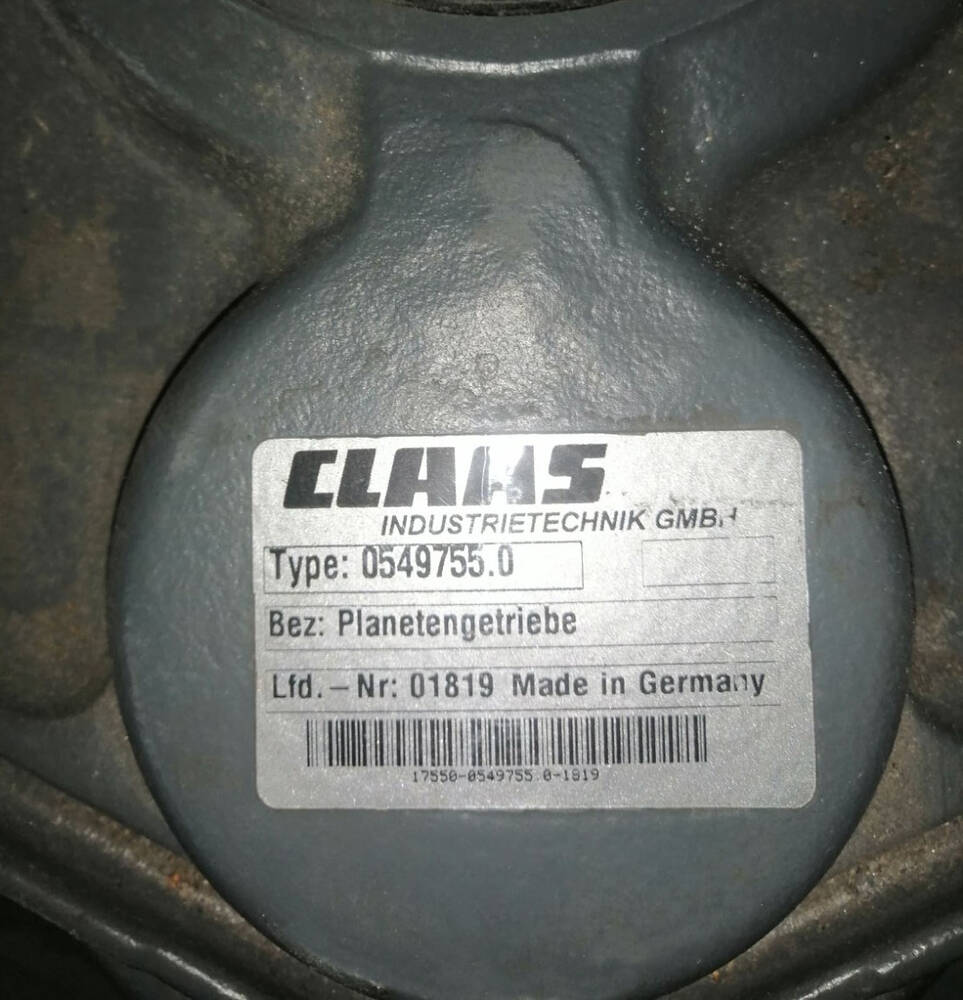 CLAAS
INDUSTRIETECHNIK GMBH
Type: 0549755.0
Bez: Planetengetriebe
Lfd.-Nr: 01819 Made in Germany
17550-0549755.0-1819